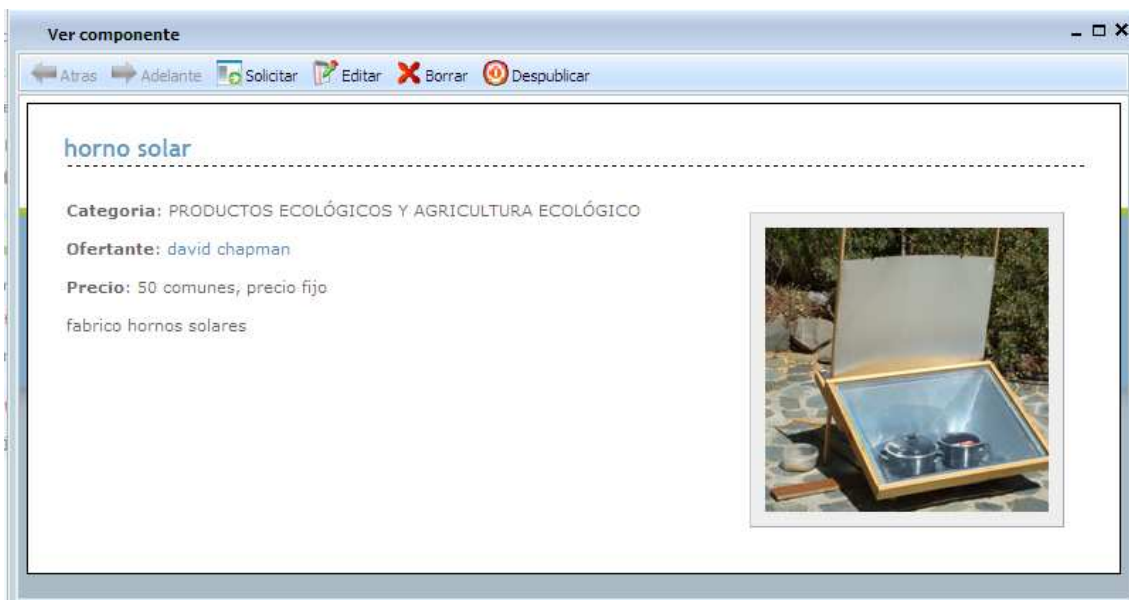 Ver componente
Atras Adelante Solicitar Editar Borrar Despublicar
horno solar
Categoria: PRODUCTOS ECOLÓGICOS Y AGRICULTURA ECOLÓGICO
Ofertante: david chapman
Precio: 50 comunes, precio fijo
fabrico hornos solares